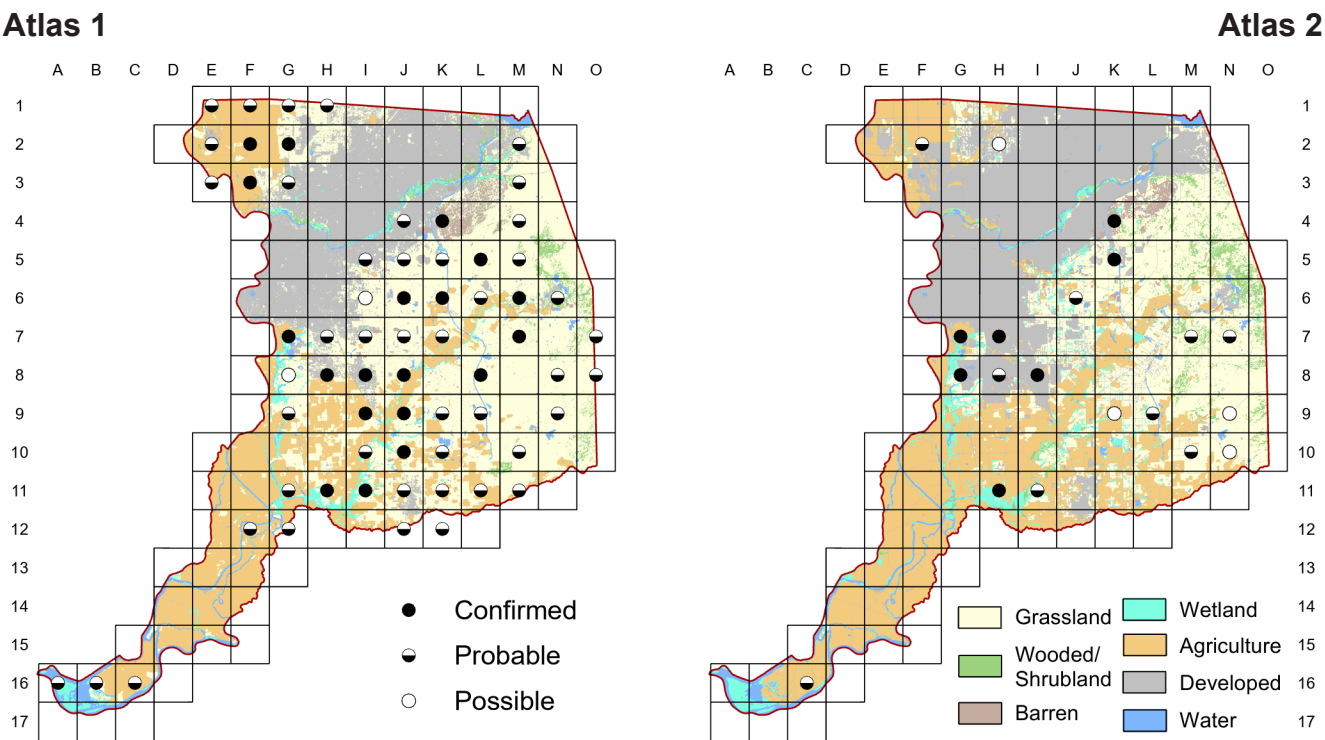 Atlas 1
Atlas 2
A B C D E F G H I J K L M N O
A B C D E F G H I J K L M N O
1
2
3
4
5
6
7
8
9
10
11
12
13
14
15
16
17
Confirmed
Probable
Possible
Grassland
Wooded/
Shrubland
Barren
Wetland
Agriculture
Developed
Water
1
2
3
4
5
6
7
8
9
10
11
12
13
14
15
16
17